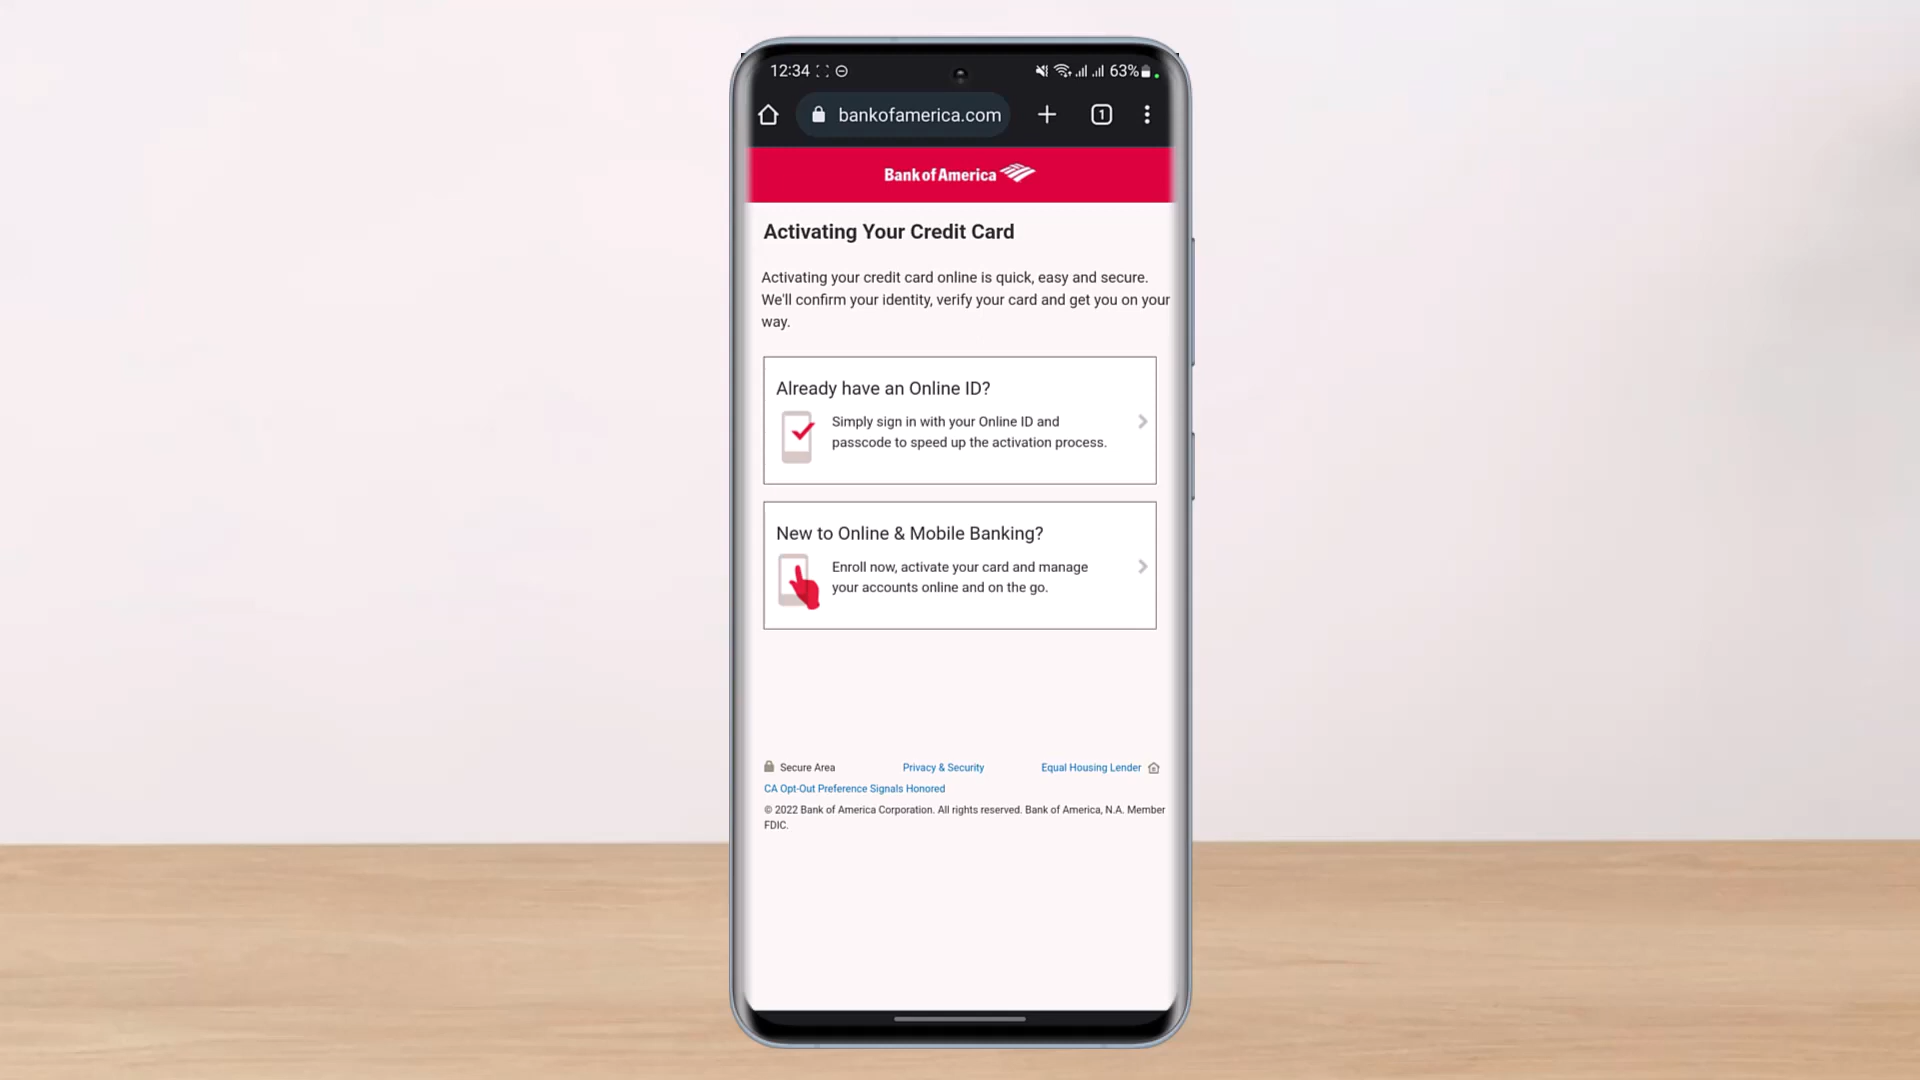 12:34
63%
bankofamerica.com
1
Bank of America
Activating Your Credit Card
Activating your credit card online is quick, easy and secure.
We'll confirm your identity, verify your card and get you on your
way.
Already have an Online ID?
Simply sign in with your Online ID and
passcode to speed up the activation process.
New to Online & Mobile Banking?
Enroll now, activate your card and manage
your accounts online and on the go.
Secure Area
Privacy & Security
Equal Housing Lender
CA Opt-Out Preference Signals Honored
© 2022 Bank of America Corporation. All rights reserved. Bank of America, N.A. Member
FDIC.